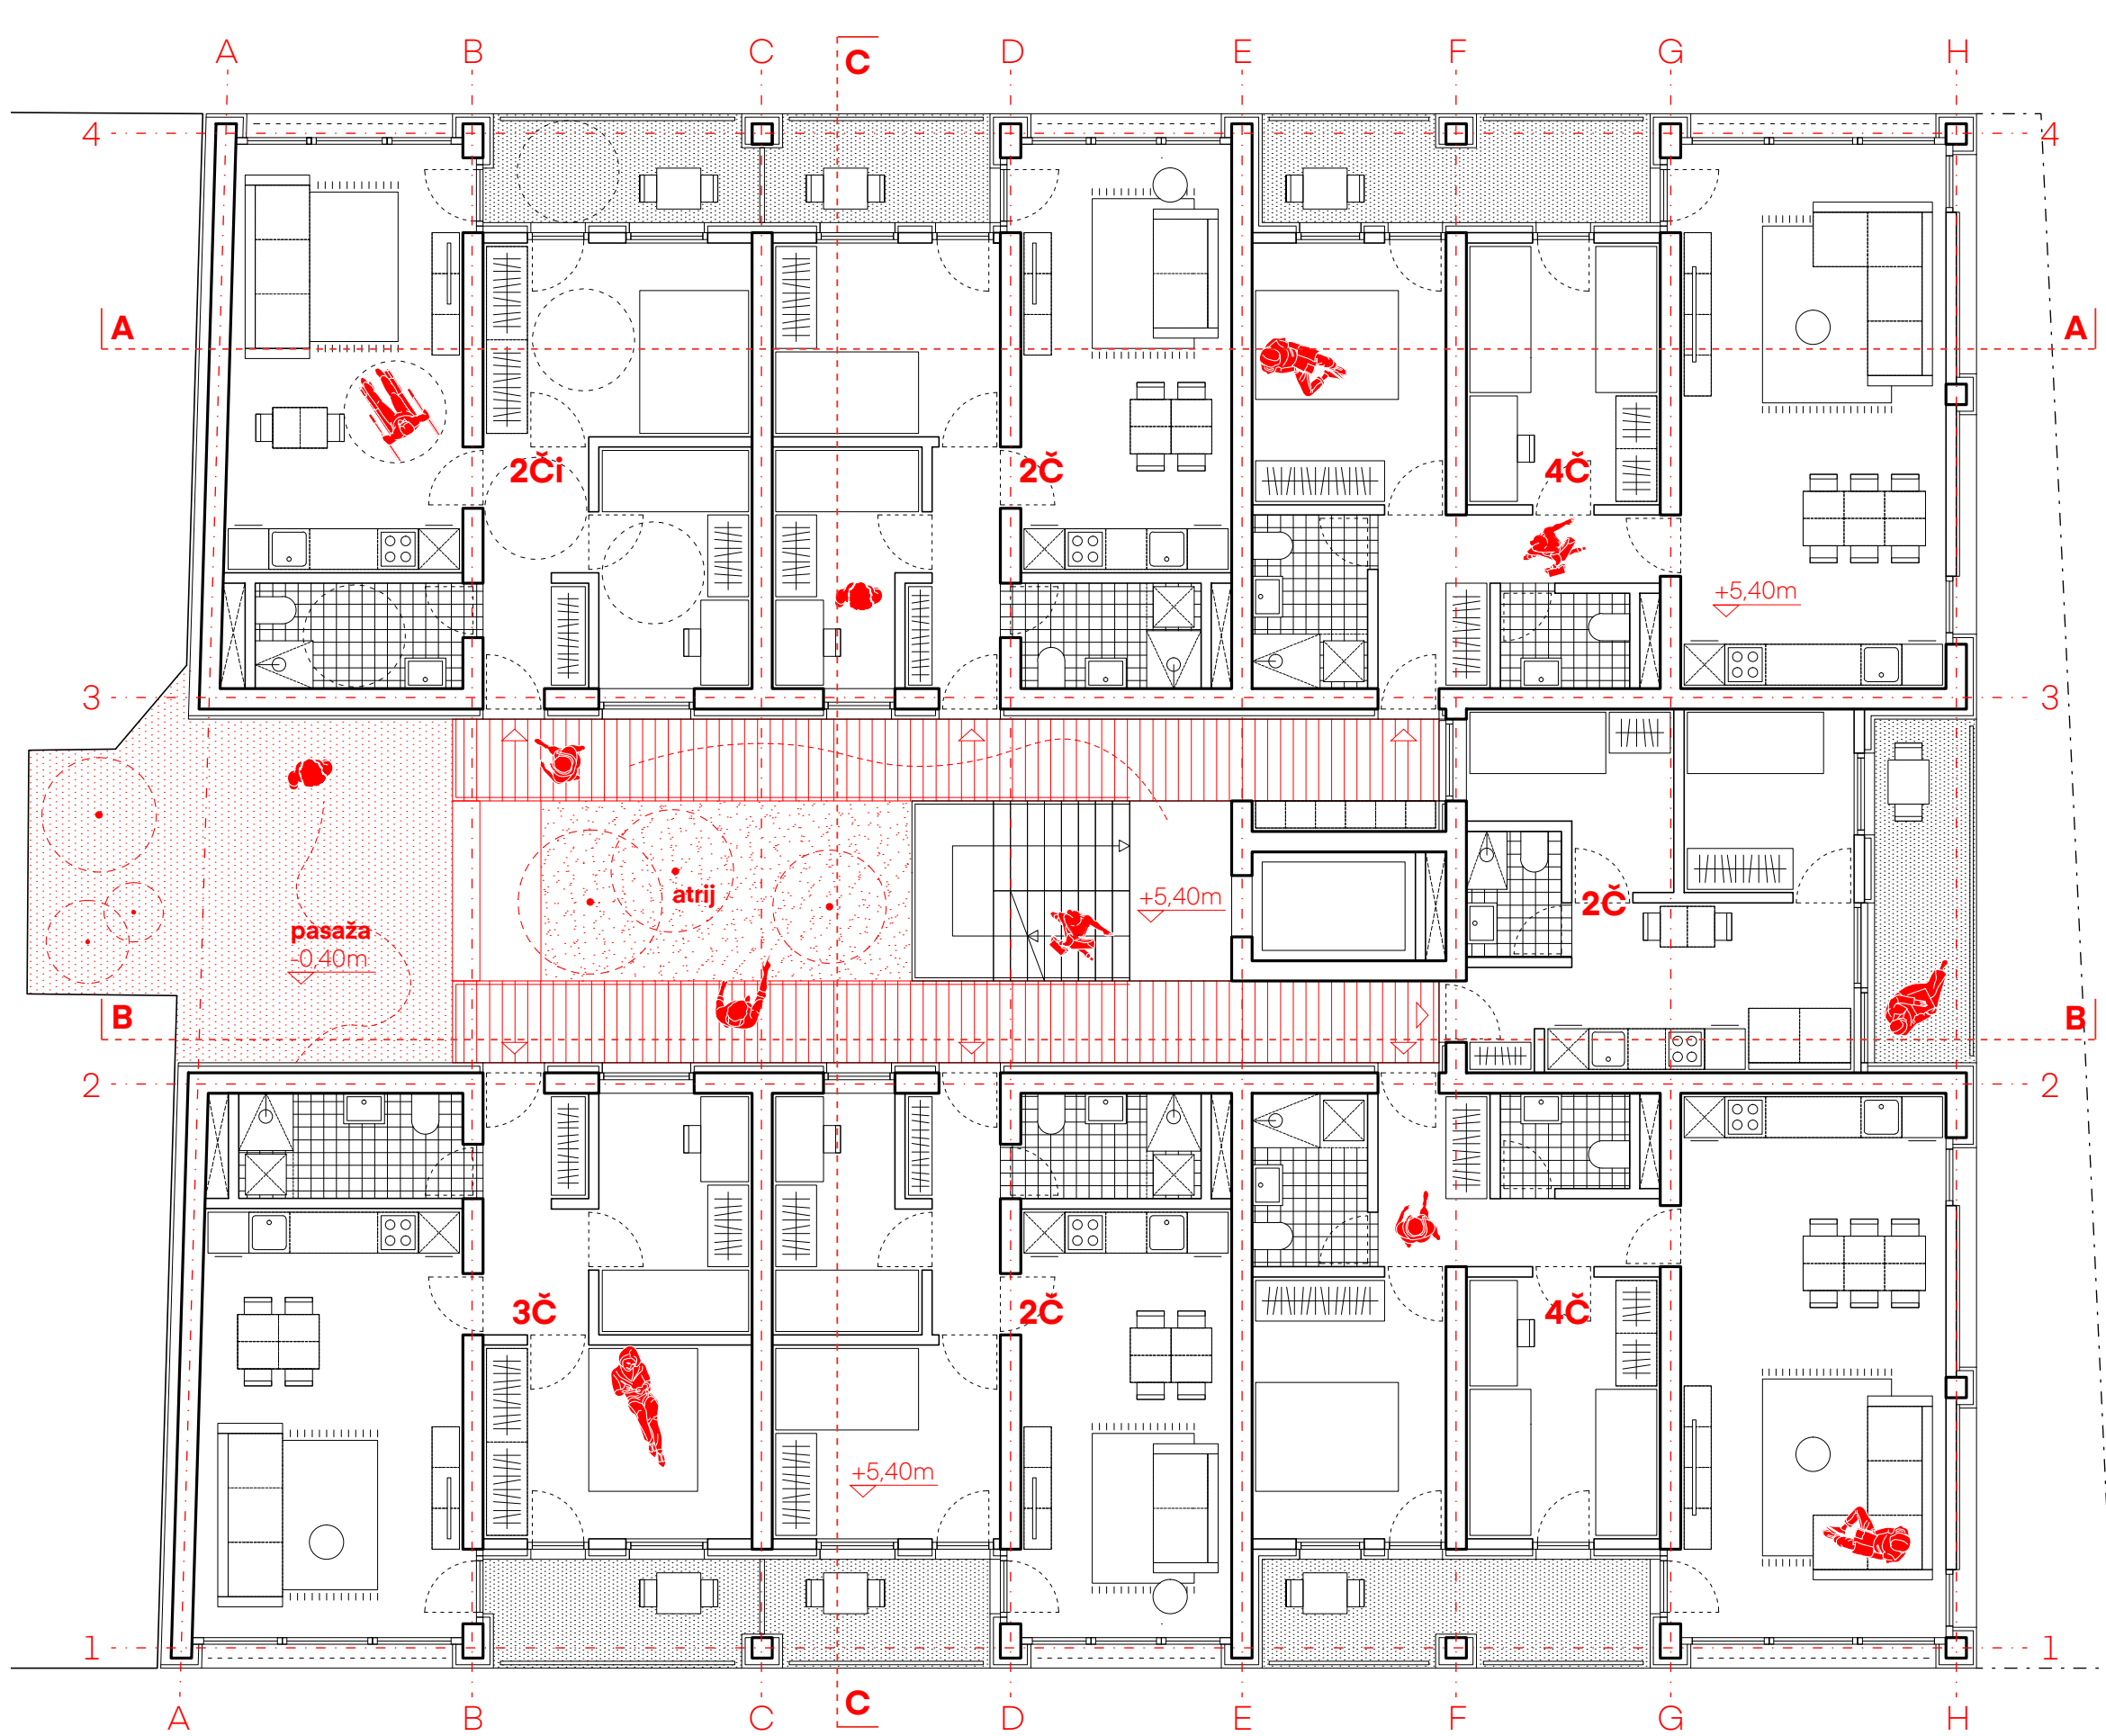 A B C D E F G H
C
4 4
A A
2Či 2Č 4Č
+5,40m
3 3
atrij
+5,40m
2Č
pasaža
-0,40m
B B
2 2
3Č 2Č 4Č
+5,40m
1 1
C
A B C D E F G H